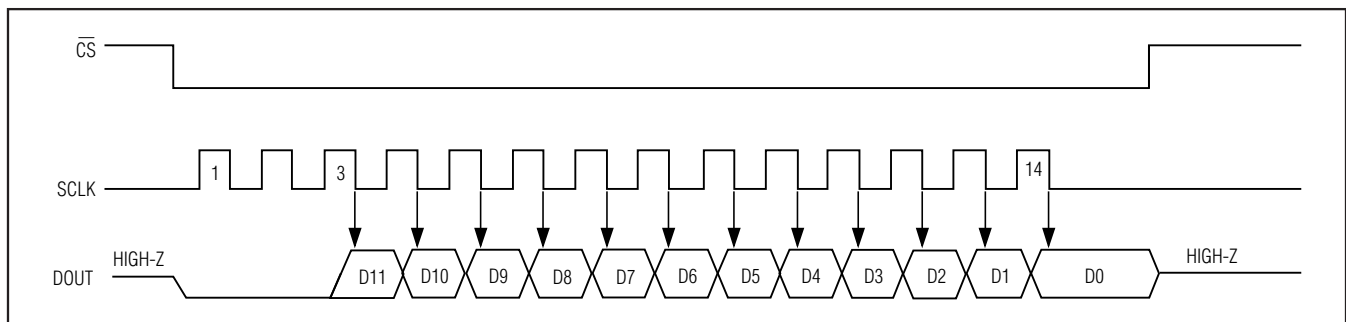 CS
1
3
14
SCLK
HIGH-Z
DOUT
D11 D10 D9 D8 D7 D6 D5 D4 D3 D2 D1 D0
HIGH-Z